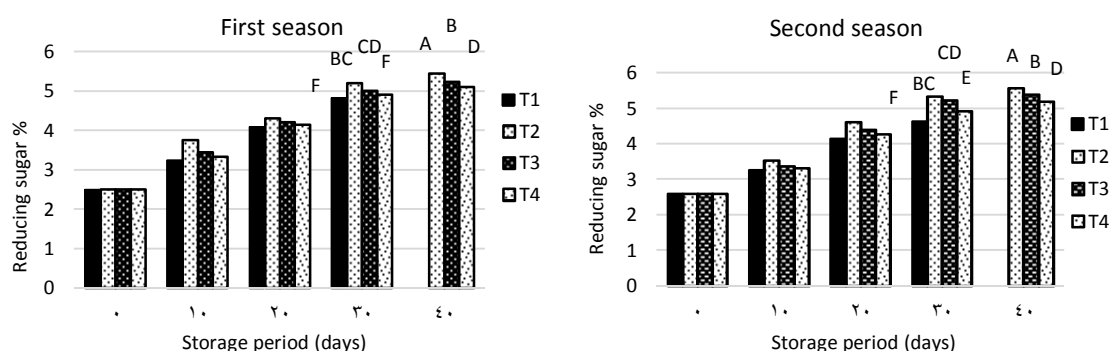 First season
Reducing sugar %
6
5
4
3
2
1
0
F
BC
CD
F
A
B
D
٠ ١٠ ٢٠ ٣٠ ٤٠
Storage period (days)
T1
T2
T3
T4
Second season
Reducing sugar %
6
5
4
3
2
1
0
F
BC
CD
E
A
B
D
٠ ١٠ ٢٠ ٣٠ ٤٠
Storage period (days)
T1
T2
T3
T4